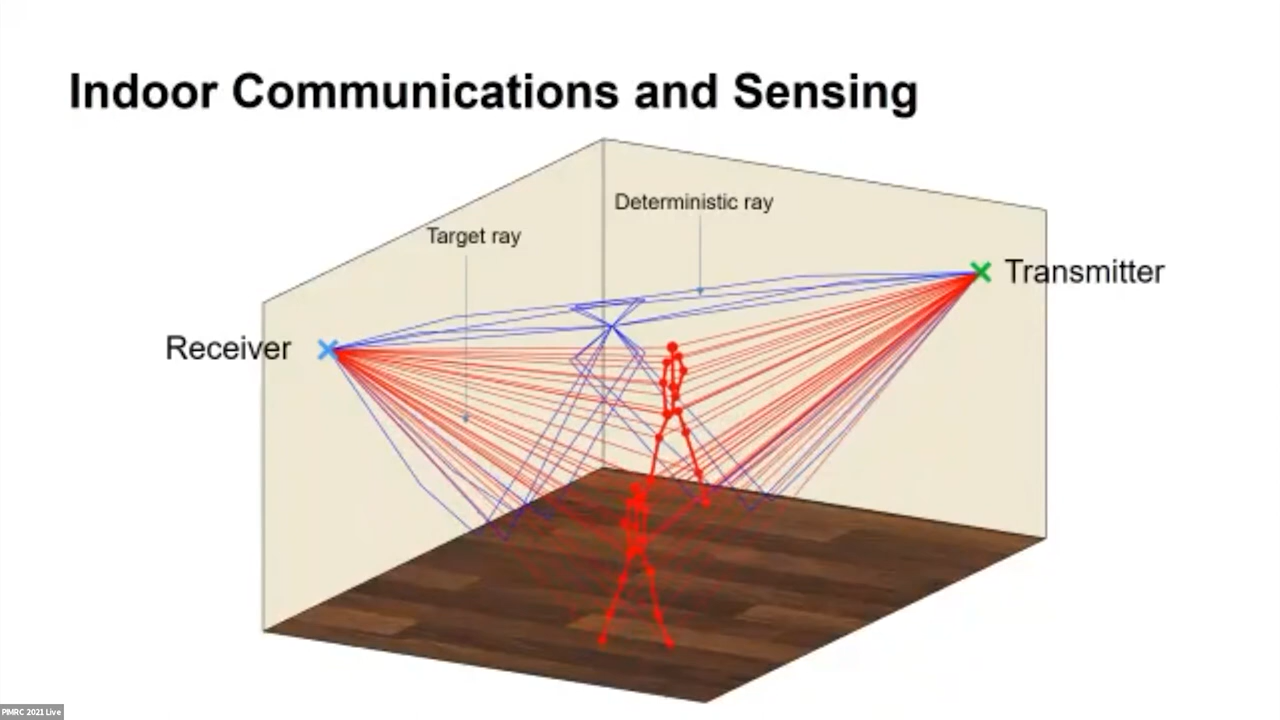 Indoor Communications and Sensing
Deterministic ray
Target ray
Transmitter
Receiver
PIMRC 2021 Live